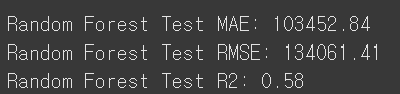 Random Forest Test MAE: 103452.84
Random Forest Test RMSE: 134061.41
Random Forest Test R2: 0.58